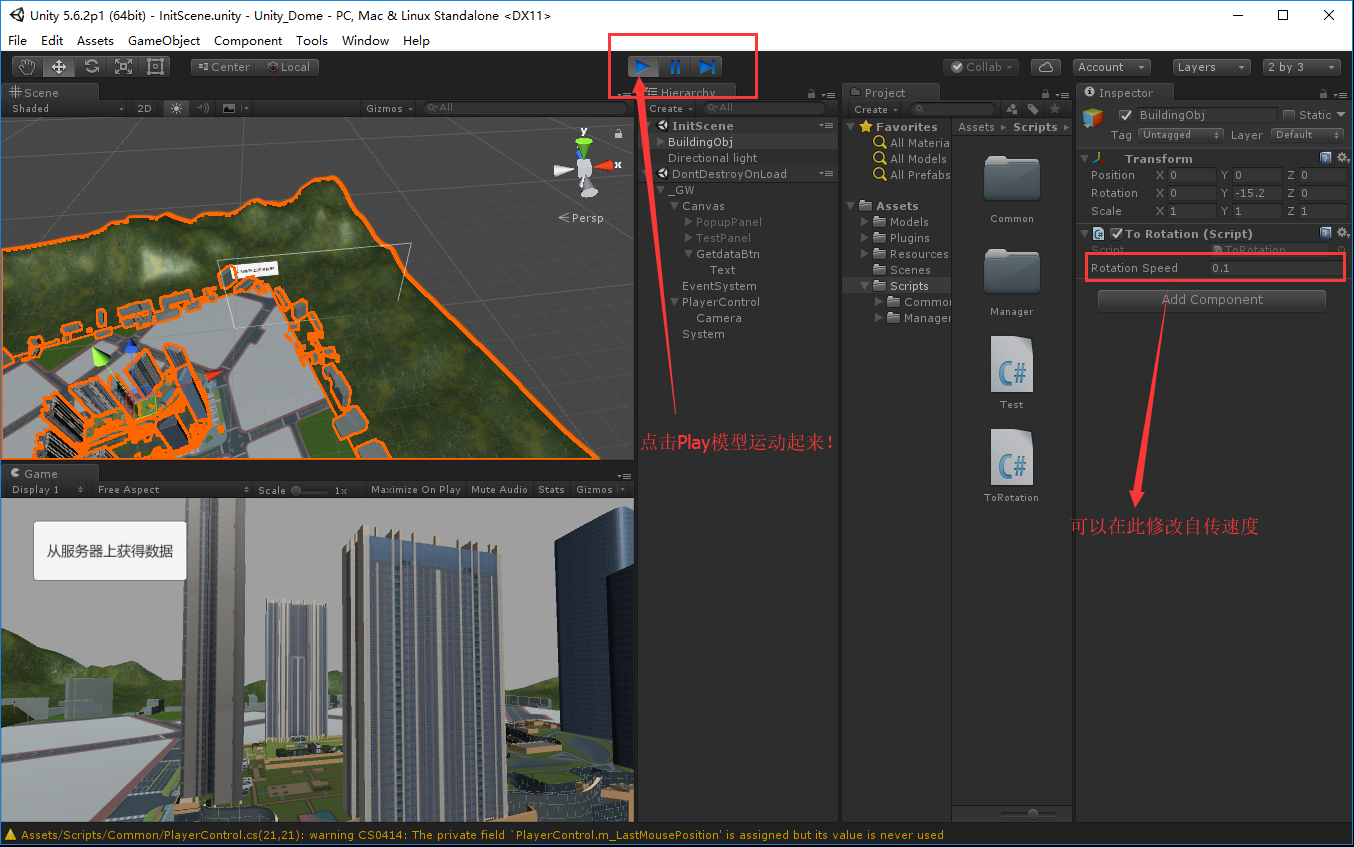 Unity 5.6.2p1 (64bit) - InitScene.unity - Unity_Dome - PC, Mac & Linux Standalone <DX11>
File Edit Assets GameObject Component Tools Window Help
Center Local Collab Account Layers 2 by 3
Scene
Shaded 2D Gizmos All
y
x
Persp
Hierarchy
Create All
InitScene
BuildingObj
Directional light
DontDestroyOnLoad
_GW
Canvas
PopupPanel
TestPanel
GetdataBtn
Text
EventSystem
PlayerControl
Camera
System
点击Play模型运动起来!
Project
Create
Favorites
All Materia
All Models
All Prefabs
Assets
Models
Plugins
Resources
Scenes
Scripts
Common
Manager
Assets Scripts
Common
Manager
C#
Test
C#
ToRotation
Inspector
BuildingObj Static
Tag Untagged Layer Default
Transform
Position X 0 Y 0 Z 0
Rotation X 0 Y -15.2 Z 0
Scale X 1 Y 1 Z 1
To Rotation (Script)
Script ToRotation
Rotation Speed 0.1
Add Component
可以在此修改自传速度
Game
Display 1 Free Aspect Scale 1x Maximize On Play Mute Audio Stats Gizmos
从服务器上获得数据
Assets/Scripts/Common/PlayerControl.cs(21,21): warning CS0414: The private field `PlayerControl.m_LastMousePosition' is assigned but its value is never used